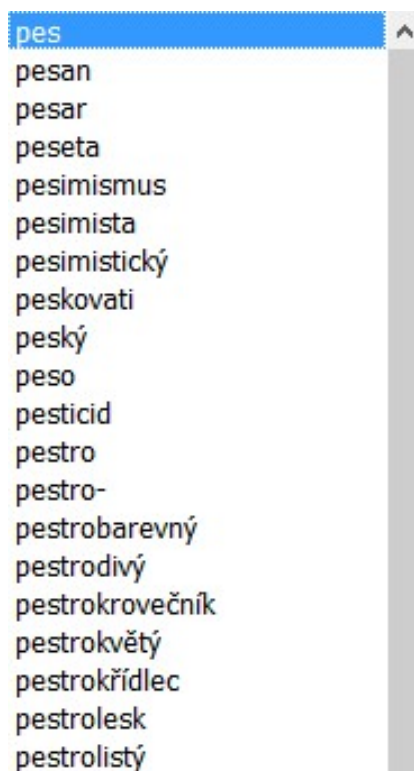 pes
pesan
pesar
peseta
pesimismus
pesimista
pesimistický
peskovati
peský
peso
pesticid
pestro
pestro-
pestrobarevný
pestrodivý
pestrokrovečník
pestrokvětý
pestrokřídlec
pestrolesk
pestrolistý